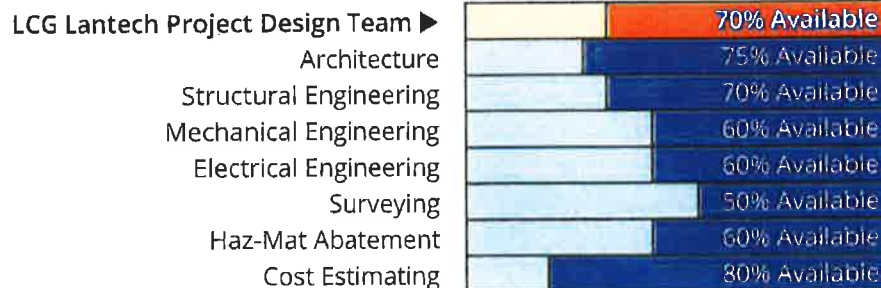 LCG Lantech Project Design Team ▶ 70% Available
Architecture 75% Available
Structural Engineering 70% Available
Mechanical Engineering 60% Available
Electrical Engineering 60% Available
Surveying 50% Available
Haz-Mat Abatement 60% Available
Cost Estimating 80% Available